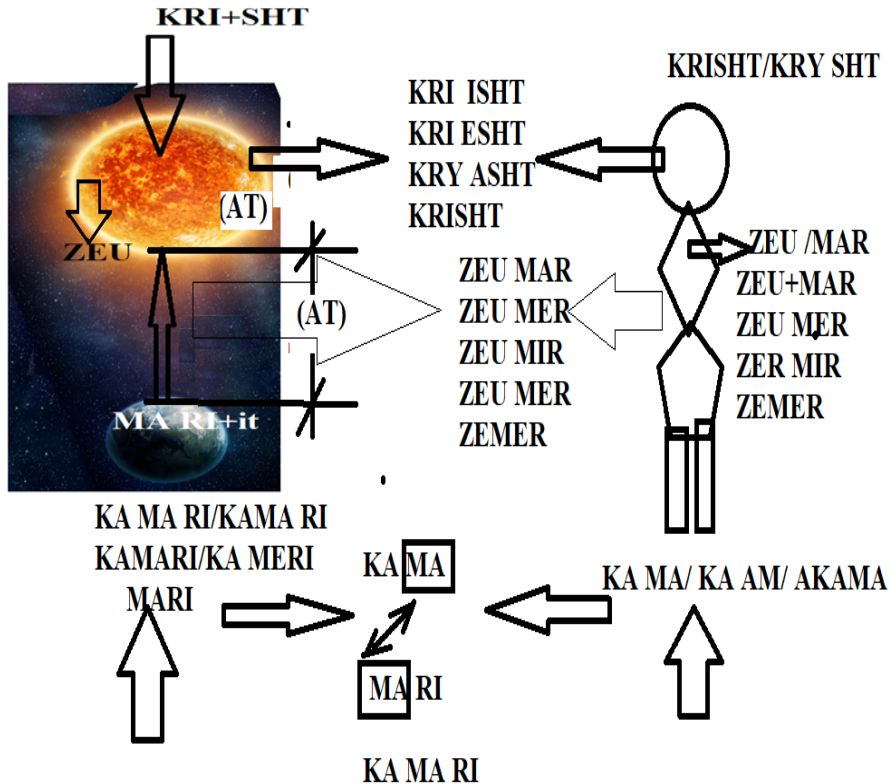 KRI+SHT
KRISHT/KRY SHT
KRI ISHT
KRI ESHT
KRY ASHT
KRISHT
(AT)
ZEU
ZEU /MAR
ZEU+MAR
ZEU MER
ZER MIR
ZEMER
ZEU MAR
ZEU MER
ZEU MIR
ZEU MER
ZEMER
(AT)
MA RI+it
KA MA RI/KAMA RI
KAMARI/KA MERI
MARI
KA MA
MA RI
KA MA RI
KA MA/ KA AM/ AKAMA